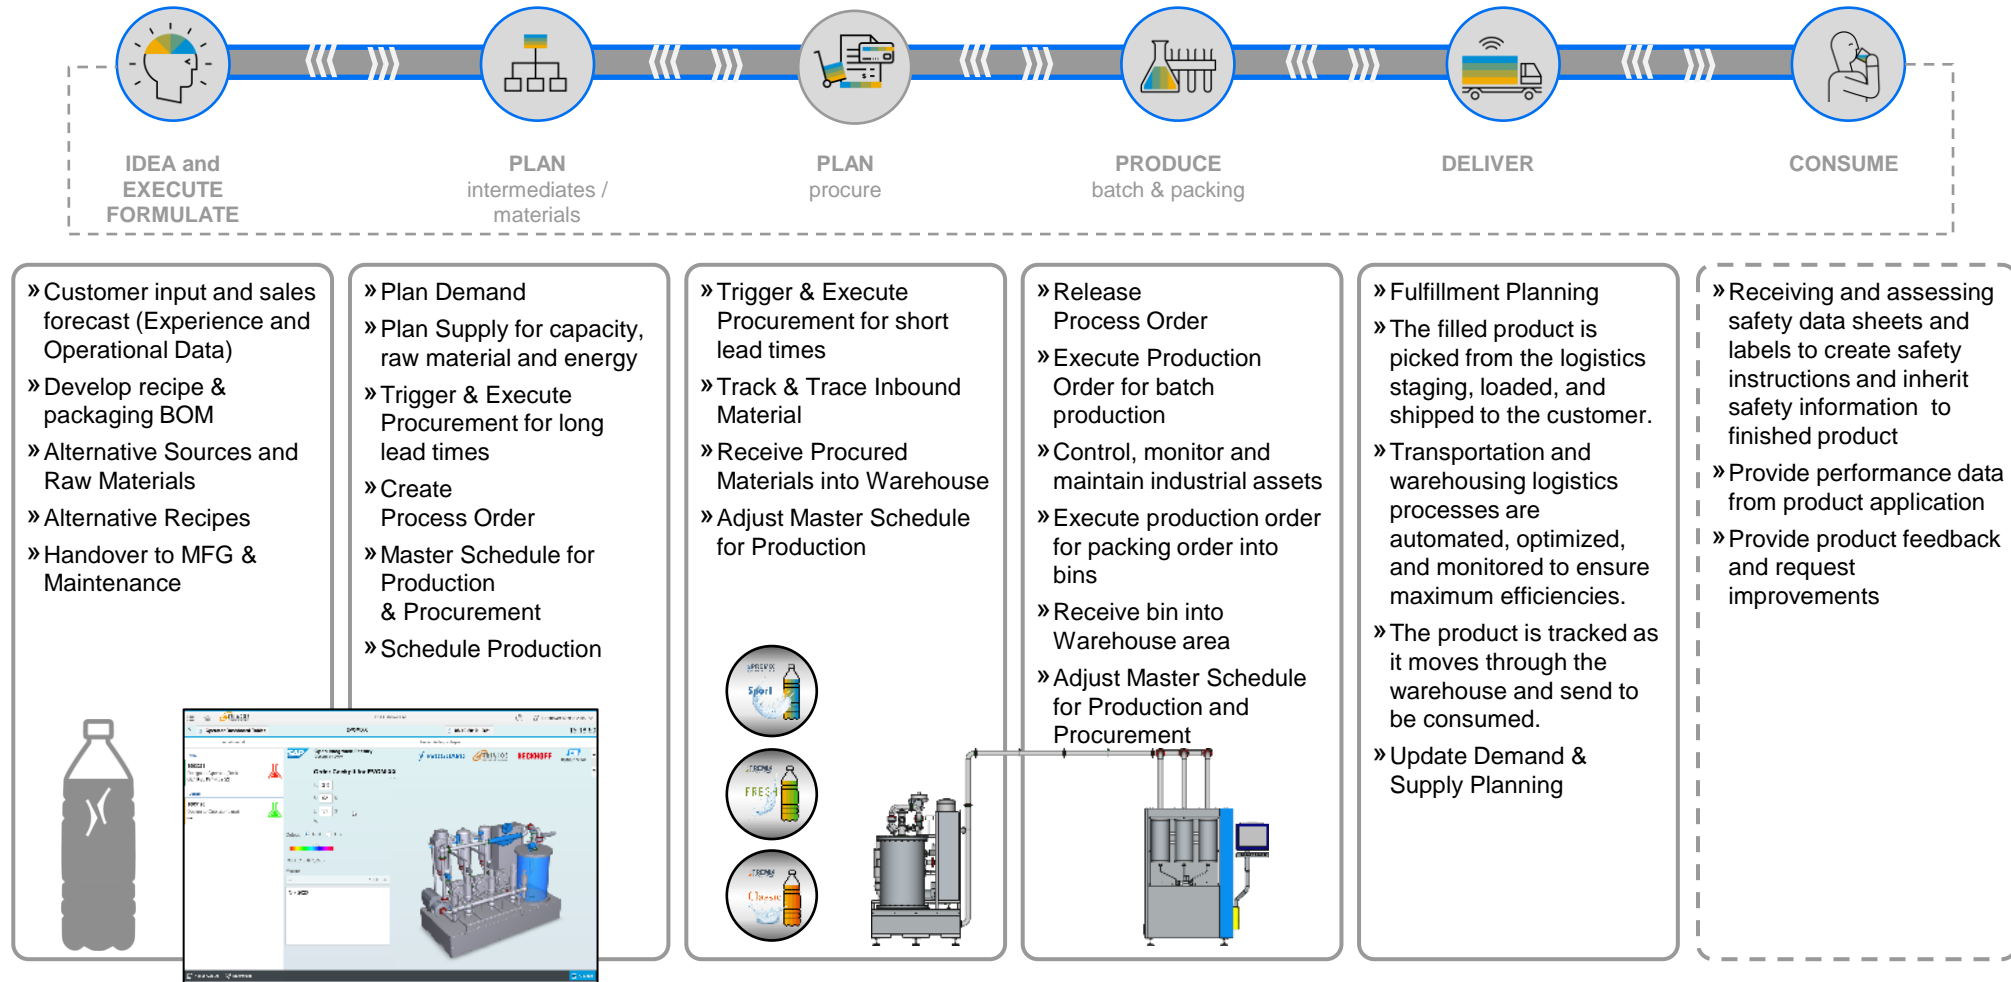 IDEA and
EXECUTE
FORMULATE
PLAN
intermediates /
materials
PLAN
procure
PRODUCE
batch & packing
DELIVER
CONSUME
» Customer input and sales
forecast (Experience and
Operational Data)
» Develop recipe &
packaging BOM
» Alternative Sources and
Raw Materials
» Alternative Recipes
» Handover to MFG &
Maintenance
» Plan Demand
» Plan Supply for capacity,
raw material and energy
» Trigger & Execute
Procurement for long
lead times
» Create
Process Order
» Master Schedule for
Production
& Procurement
» Schedule Production
» Trigger & Execute
Procurement for short
lead times
» Track & Trace Inbound
Material
» Receive Procured
Materials into Warehouse
» Adjust Master Schedule
for Production
» Release
Process Order
» Execute Production
Order for batch
production
» Control, monitor and
maintain industrial assets
» Execute production order
for packing order into
bins
» Receive bin into
Warehouse area
» Adjust Master Schedule
for Production and
Procurement
» Fulfillment Planning
» The filled product is
picked from the logistics
staging, loaded, and
shipped to the customer.
» Transportation and
warehousing logistics
processes are
automated, optimized,
and monitored to ensure
maximum efficiencies.
» The product is tracked as
it moves through the
warehouse and send to
be consumed.
» Update Demand &
Supply Planning
» Receiving and assessing
safety data sheets and
labels to create safety
instructions and inherit
safety information to
finished product
» Provide performance data
from product application
» Provide product feedback
and request
improvements
Sport
FRESH
Classic
SAP
BECKHOFF
Order Cockpit for